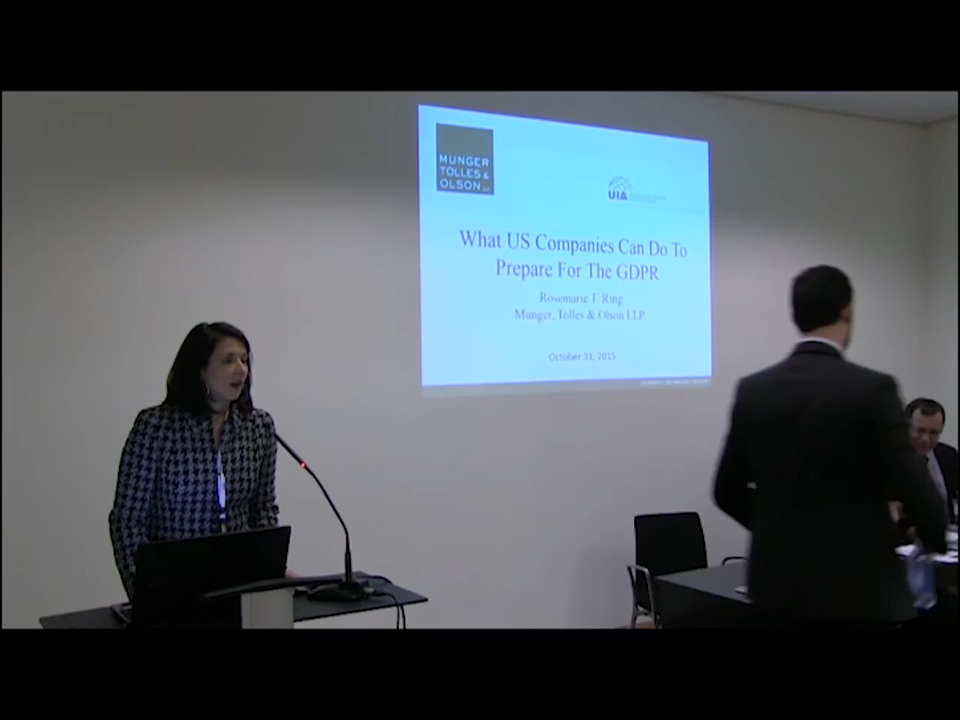 MUNGER
TOLLES &
OLSON LLP
UIA
What US Companies Can Do To
Prepare For The GDPR
Rosemarie T. Ring
Munger, Tolles & Olson LLP
October 31, 2015